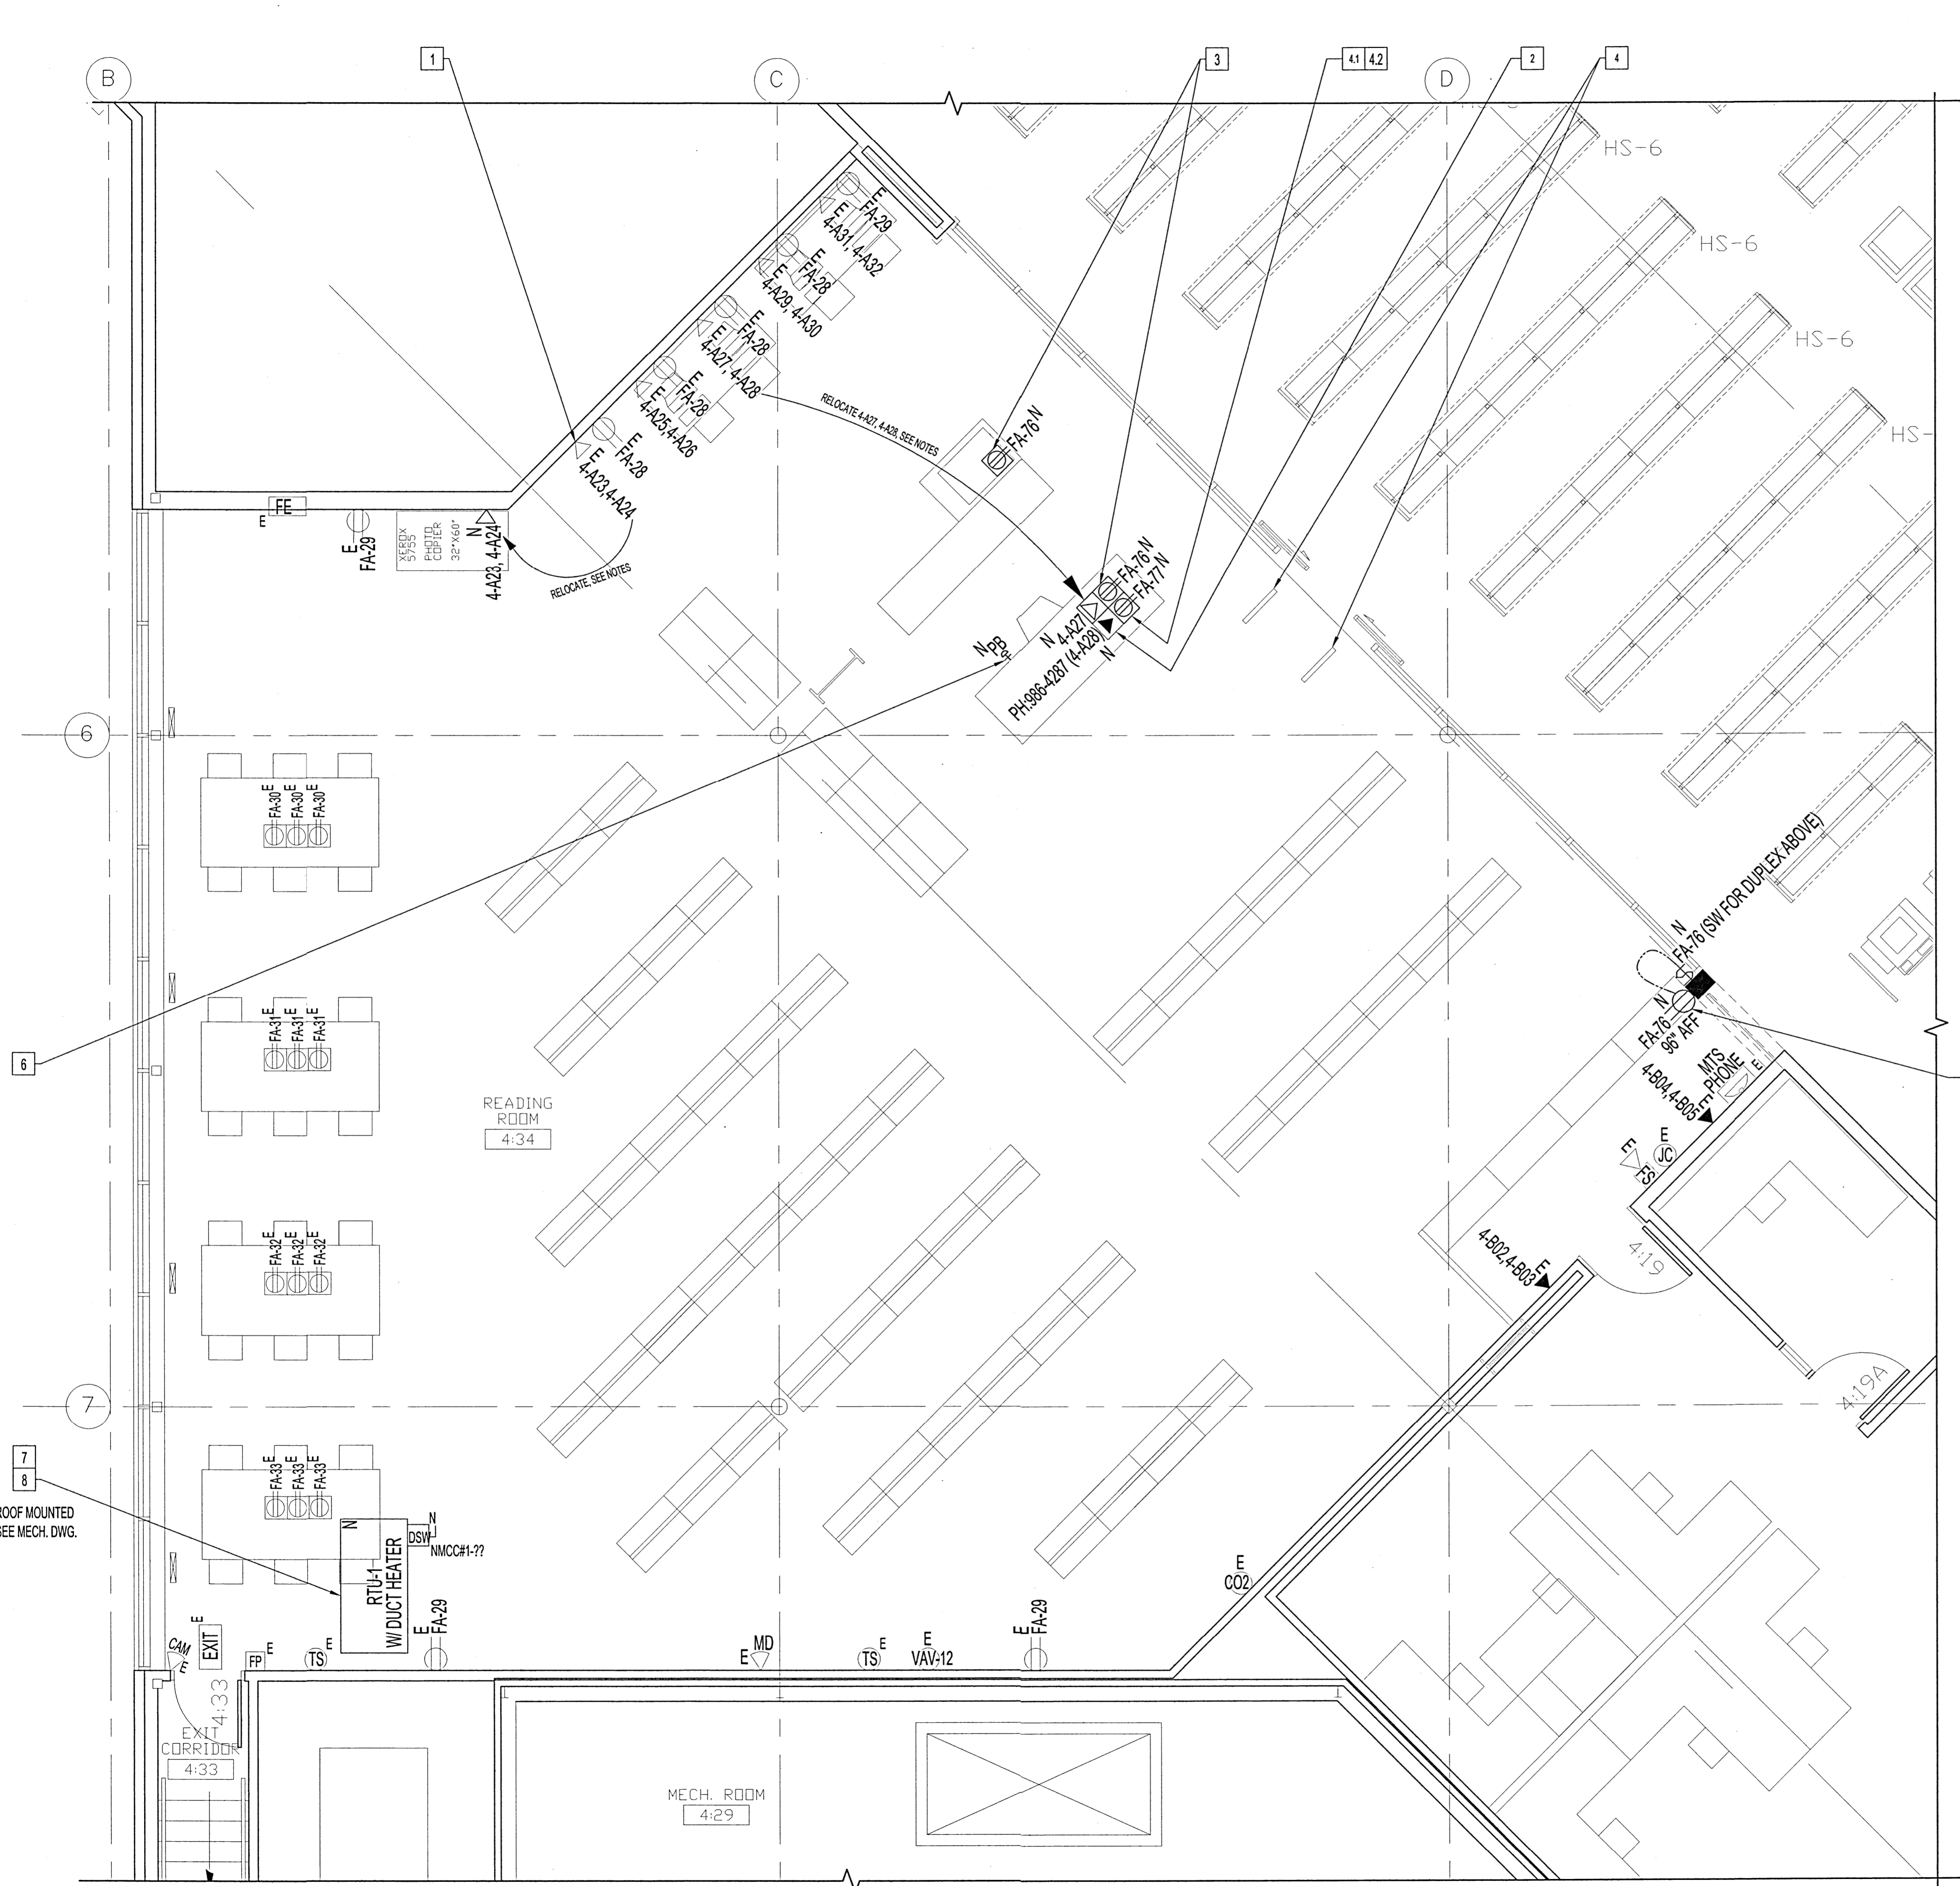 1
3
4.1 4.2
2
4
B
C
D
HS-6
HS-6
HS-6
HS-
E
FA-29
E
4-A31, 4-A32
E
FA-28
E
4-A29, 4-A30
E
FA-28
E
4-A27, 4-A28
E
FA-28
E
4-A25,4-A26
E
FA-28
E
4-A23,4-A24
RELOCATE 4-A27, 4-A28, SEE NOTES
FA-76 N
FE
E
E
FA-29
XEROX
5755
PHOTO
COPIER
32"X60"
N
4-A23, 4-A24
RELOCATE, SEE NOTES
FA-76 N
FA-77 N
N 4-A27
PH:986-4287 (4-A28)
N
N
PB
6
E E E
FA-30 FA-30 FA-30
N
FA-76 (SW FOR DUPLEX ABOVE)
N
FA-76
96" AFF
MTS
PHONE
E
4-B04,4-B05
E
E
JC
E
FS
E E E
FA-31 FA-31 FA-31
6
READING
ROOM
4:34
E E E
FA-32 FA-32 FA-32
4-B02,4-B03
E
4:19
4:19A
7
7
8
ROOF MOUNTED
SEE MECH. DWG.
E E E
FA-33 FA-33 FA-33
N
RTU-1
W/ DUCT HEATER
DSW
N
NMCC#1-??
E
FA-29
E
CO2
CAM
E
EXIT
E
FP
E
TS
E
E
MD
TS
E
E
VAV-12
E
FA-29
4:33
EXIT
CORRIDOR
4:33
MECH. ROOM
4:29